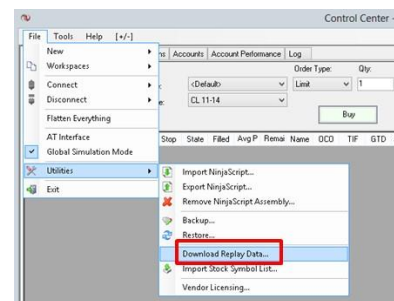 Control Center -
File Tools Help [+/-]
Accounts Account Performance Log
Order Type: Qty:
<Default> Limit 1
CL 11-14
Buy
Stop State Filled Avg P Remai Name OCO TIF GTD
New
Workspaces
Connect
Disconnect
Flatten Everything
AT Interface
Global Simulation Mode
Utilities
Exit
Import NinjaScript...
Export NinjaScript...
Remove NinjaScript Assembly...
Backup...
Restore...
Download Replay Data...
Import Stock Symbol List...
Vendor Licensing...